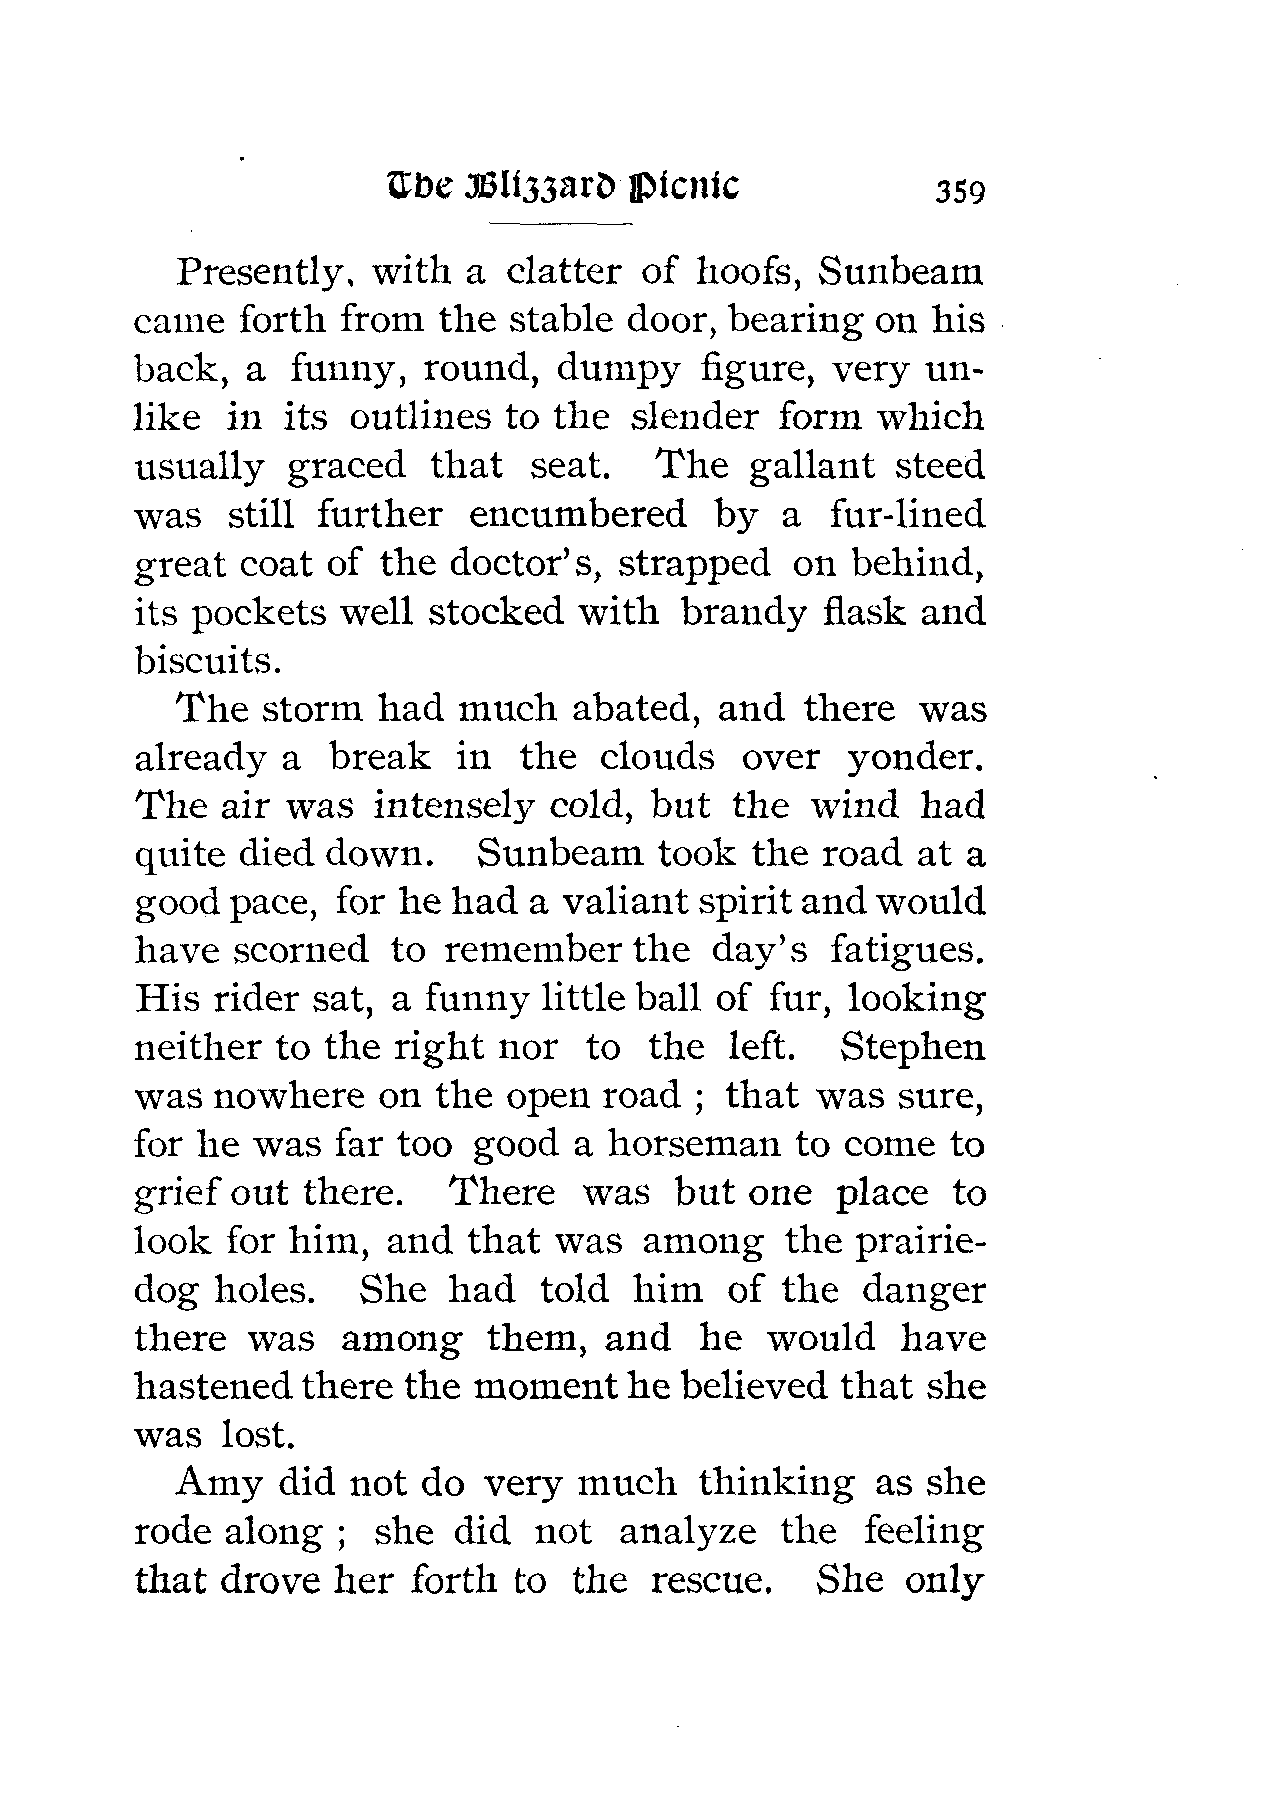 The Blizzard Picnic 359
Presently, with a clatter of hoofs, Sunbeam
came forth from the stable door, bearing on his
back, a funny, round, dumpy figure, very un-
like in its outlines to the slender form which
usually graced that seat. The gallant steed
was still further encumbered by a fur-lined
great coat of the doctor's, strapped on behind,
its pockets well stocked with brandy flask and
biscuits.
The storm had much abated, and there was
already a break in the clouds over yonder.
The air was intensely cold, but the wind had
quite died down. Sunbeam took the road at a
good pace, for he had a valiant spirit and would
have scorned to remember the day's fatigues.
His rider sat, a funny little ball of fur, looking
neither to the right nor to the left. Stephen
was nowhere on the open road ; that was sure,
for he was far too good a horseman to come to
grief out there. There was but one place to
look for him, and that was among the prairie-
dog holes. She had told him of the danger
there was among them, and he would have
hastened there the moment he believed that she
was lost.
Amy did not do very much thinking as she
rode along ; she did not analyze the feeling
that drove her forth to the rescue. She only